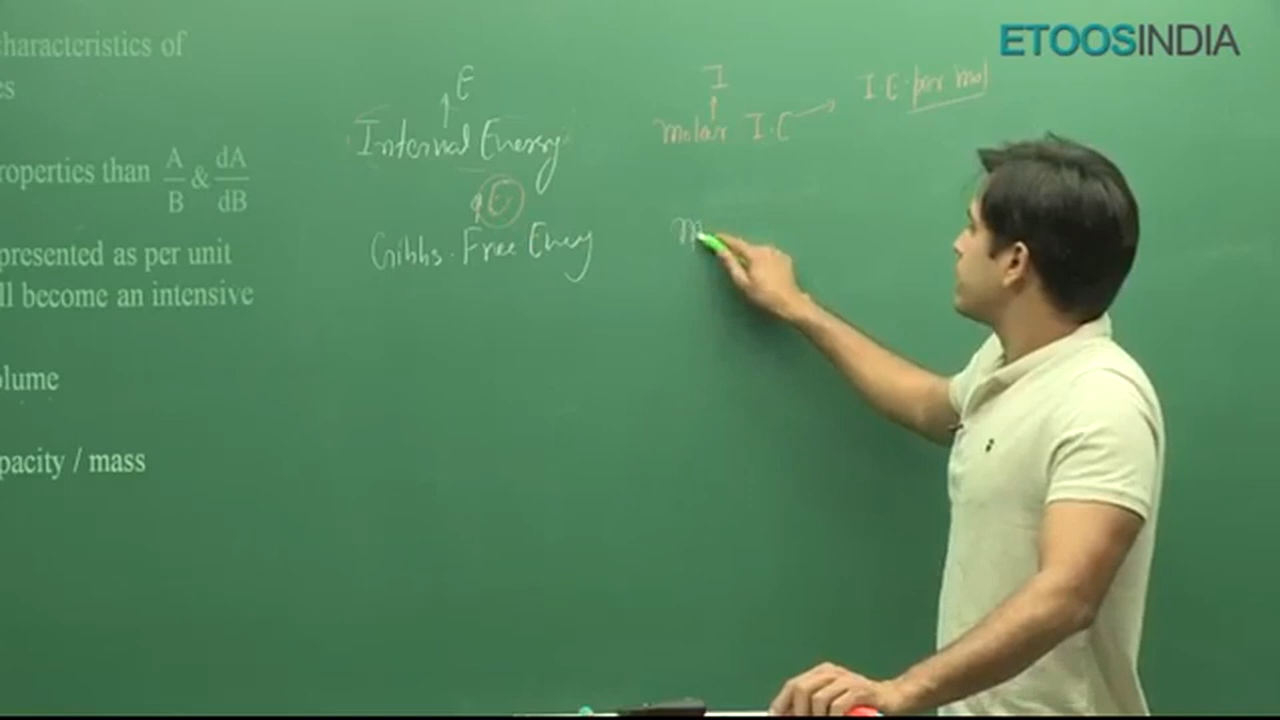 ETOOSINDIA
characteristics of
es
roperties than A/B & dA/dB
presented as per unit
ll become an intensive
olume
pacity / mass
E
Internal Energy
E
Gibbs. Free Energy
I
Molar I.E
I.E. per mol
M